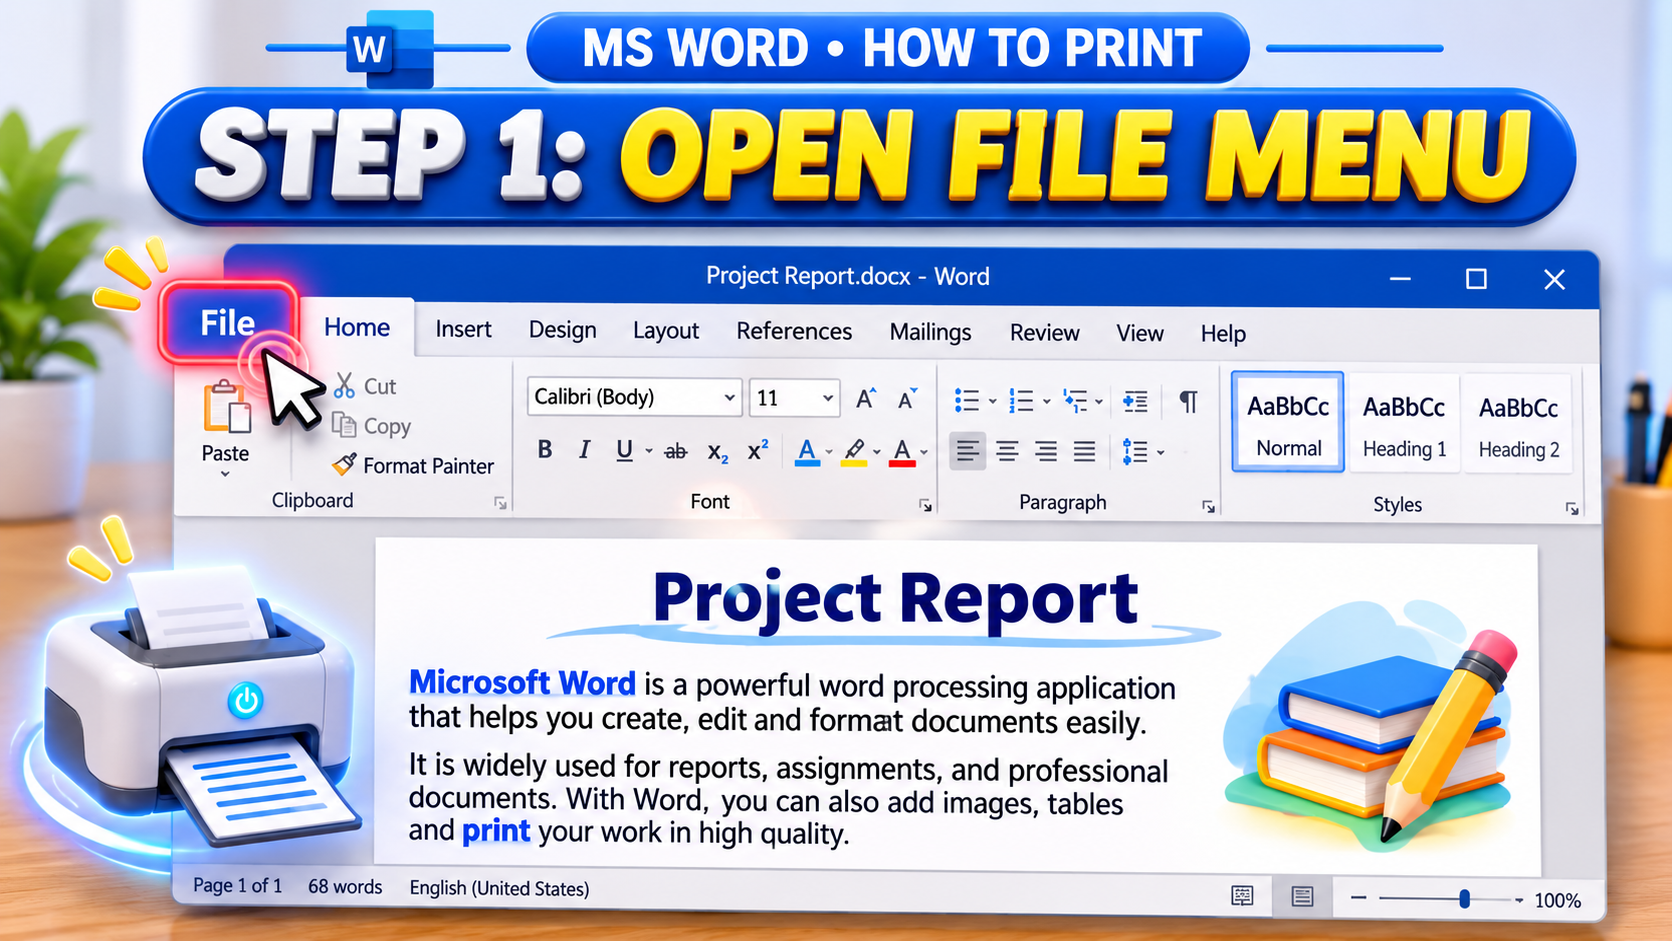 W
MS WORD • HOW TO PRINT
STEP 1: OPEN FILE MENU
Project Report.docx - Word
File Home Insert Design Layout References Mailings Review View Help
Cut
Copy
Paste
Format Painter
Clipboard
Calibri (Body) 11 A A
B I U ab x₂ x² A A
Font
¶
Paragraph
AaBbCc AaBbCc AaBbCc
Normal Heading 1 Heading 2
Styles
Project Report
Microsoft Word is a powerful word processing application
that helps you create, edit and format documents easily.
It is widely used for reports, assignments, and professional
documents. With Word, you can also add images, tables
and print your work in high quality.
Page 1 of 1 68 words English (United States) 100%